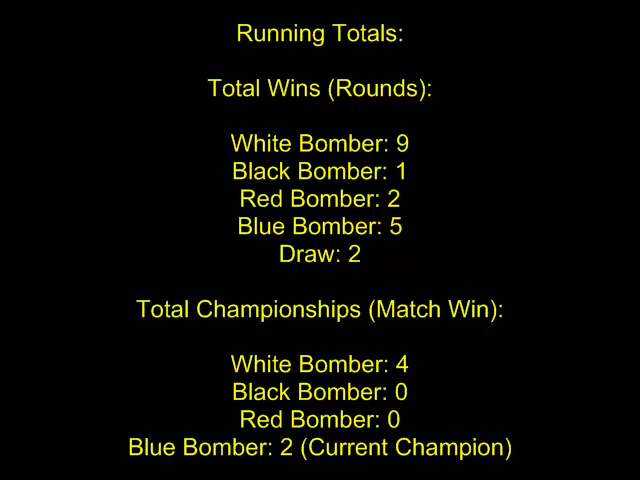 Running Totals:
Total Wins (Rounds):
White Bomber: 9
Black Bomber: 1
Red Bomber: 2
Blue Bomber: 5
Draw: 2
Total Championships (Match Win):
White Bomber: 4
Black Bomber: 0
Red Bomber: 0
Blue Bomber: 2 (Current Champion)